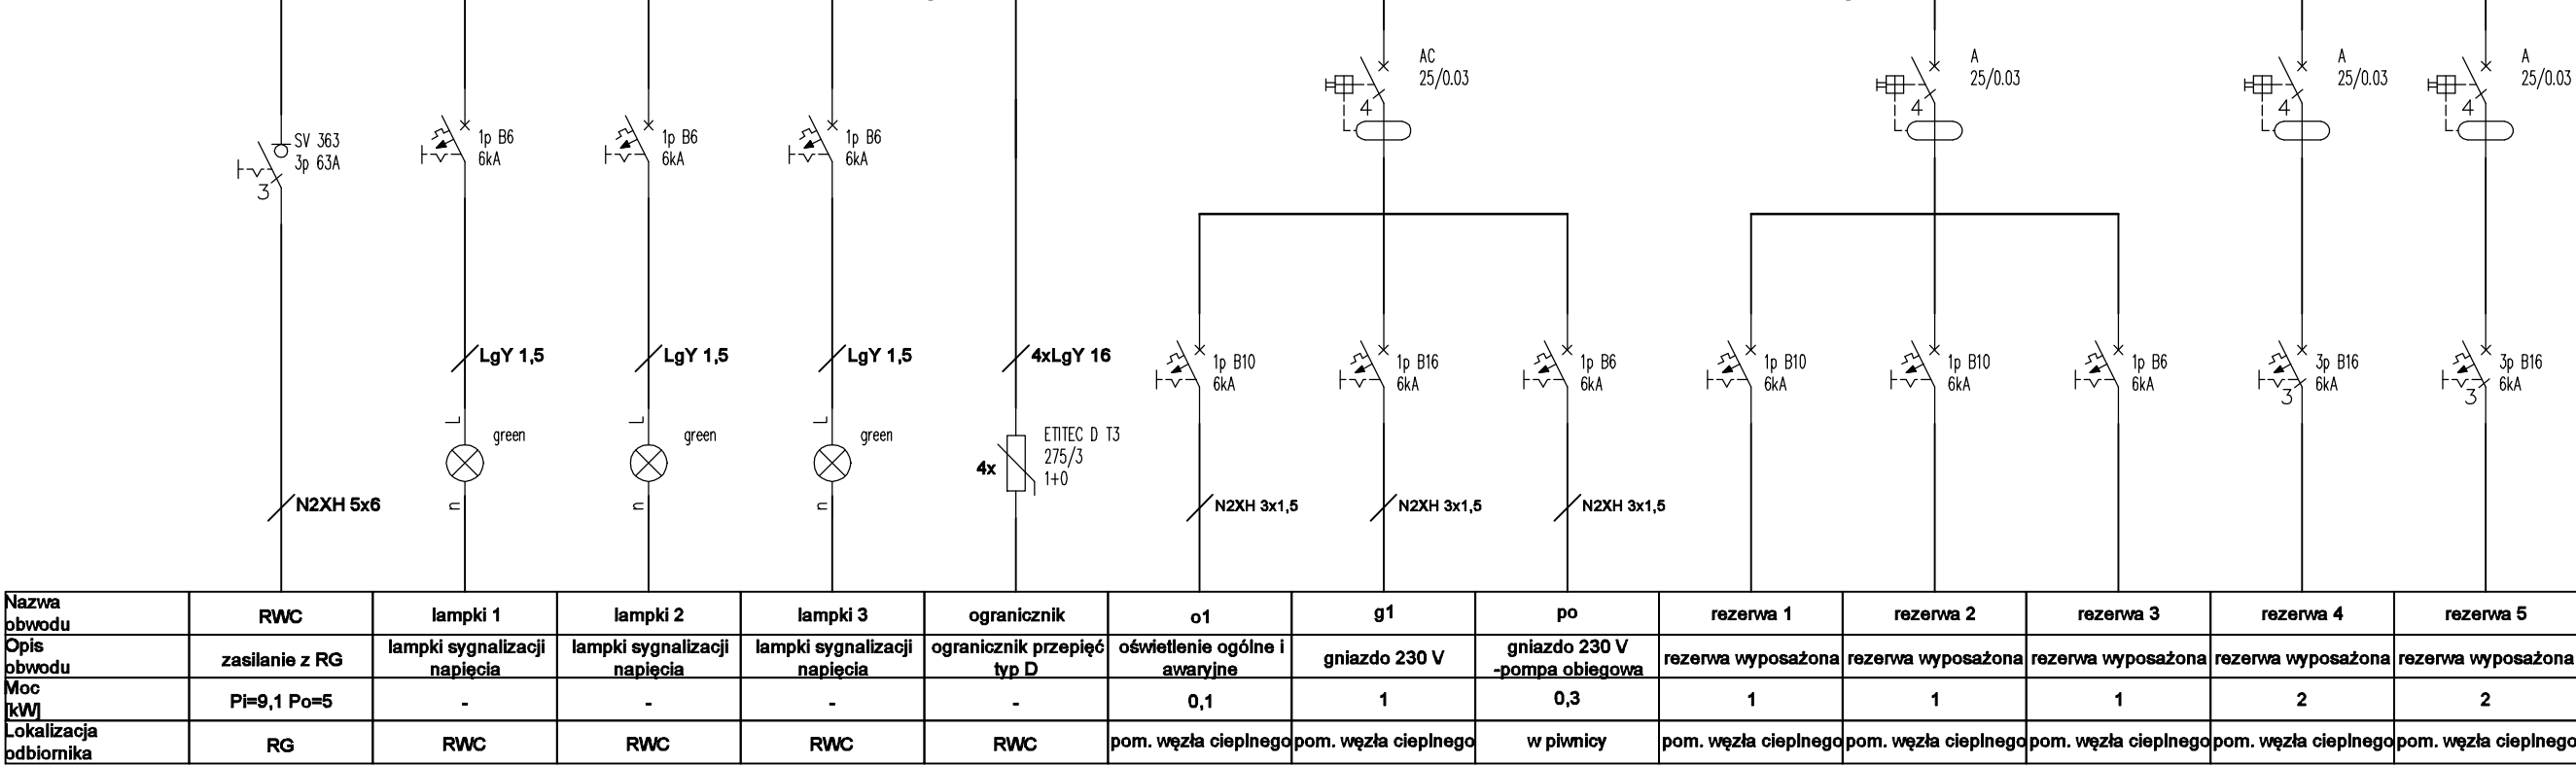 AC
25/0.03
A
25/0.03
A
25/0.03
A
25/0.03
4
4
4
4
SV 363
3p 63A
3
1p B6
6kA
1p B6
6kA
1p B6
6kA
LgY 1,5
LgY 1,5
LgY 1,5
4xLgY 16
1p B10
6kA
1p B16
6kA
1p B6
6kA
1p B10
6kA
1p B10
6kA
1p B6
6kA
3p B16
6kA
3
3p B16
6kA
3
L
green
n
L
green
n
L
green
n
4x
ETITEC D T3
275/3
1+0
N2XH 5x6
N2XH 3x1,5
N2XH 3x1,5
N2XH 3x1,5
Nazwa
obwodu
RWC
lampki 1
lampki 2
lampki 3
ogranicznik
o1
g1
po
rezerwa 1
rezerwa 2
rezerwa 3
rezerwa 4
rezerwa 5
Opis
obwodu
zasilanie z RG
lampki sygnalizacji
napięcia
lampki sygnalizacji
napięcia
lampki sygnalizacji
napięcia
ogranicznik przepięć
typ D
oświetlenie ogólne i
awaryjne
gniazdo 230 V
gniazdo 230 V
-pompa obiegowa
rezerwa wyposażona
rezerwa wyposażona
rezerwa wyposażona
rezerwa wyposażona
rezerwa wyposażona
Moc
[kW]
Pi=9,1 Po=5
-
-
-
-
0,1
1
0,3
1
1
1
2
2
Lokalizacja
odbiornika
RG
RWC
RWC
RWC
RWC
pom. węzła cieplnego
pom. węzła cieplnego
w piwnicy
pom. węzła cieplnego
pom. węzła cieplnego
pom. węzła cieplnego
pom. węzła cieplnego
pom. węzła cieplnego